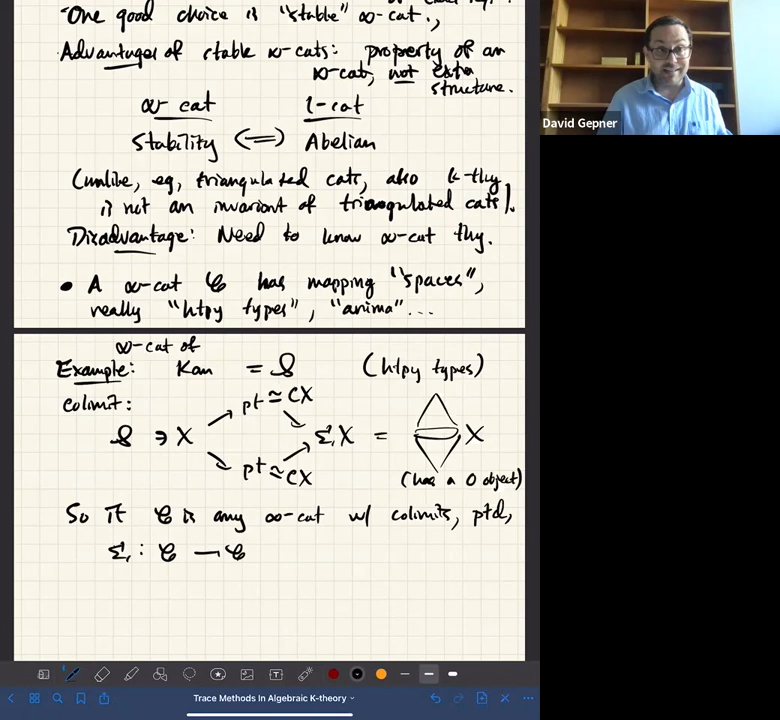 One good choice is "stable" ∞-cat.,
Advantages of stable ∞-cats: property of an
∞-cat, not extra
structure.
∞ cat 1-cat
Stability ⟺ Abelian
(unlike, eg, triangulated cats, also K-thy
is not an invariant of triangulated cats).
Disadvantage: Need to know ∞-cat thy.
• A ∞-cat 𝒞 has mapping "spaces",
really "htpy types", "anima"...
∞-cat of
Example: Kan = 𝒮 (htpy types)
colimit: pt ≃ CX
𝒮 ∋ X ΣX = X
pt ≃ CX
(has a 0 object)
So if 𝒞 is any ∞-cat w/ colimits, ptd,
Σ: 𝒞 → 𝒞
David Gepner
Trace Methods In Algebraic K-theory